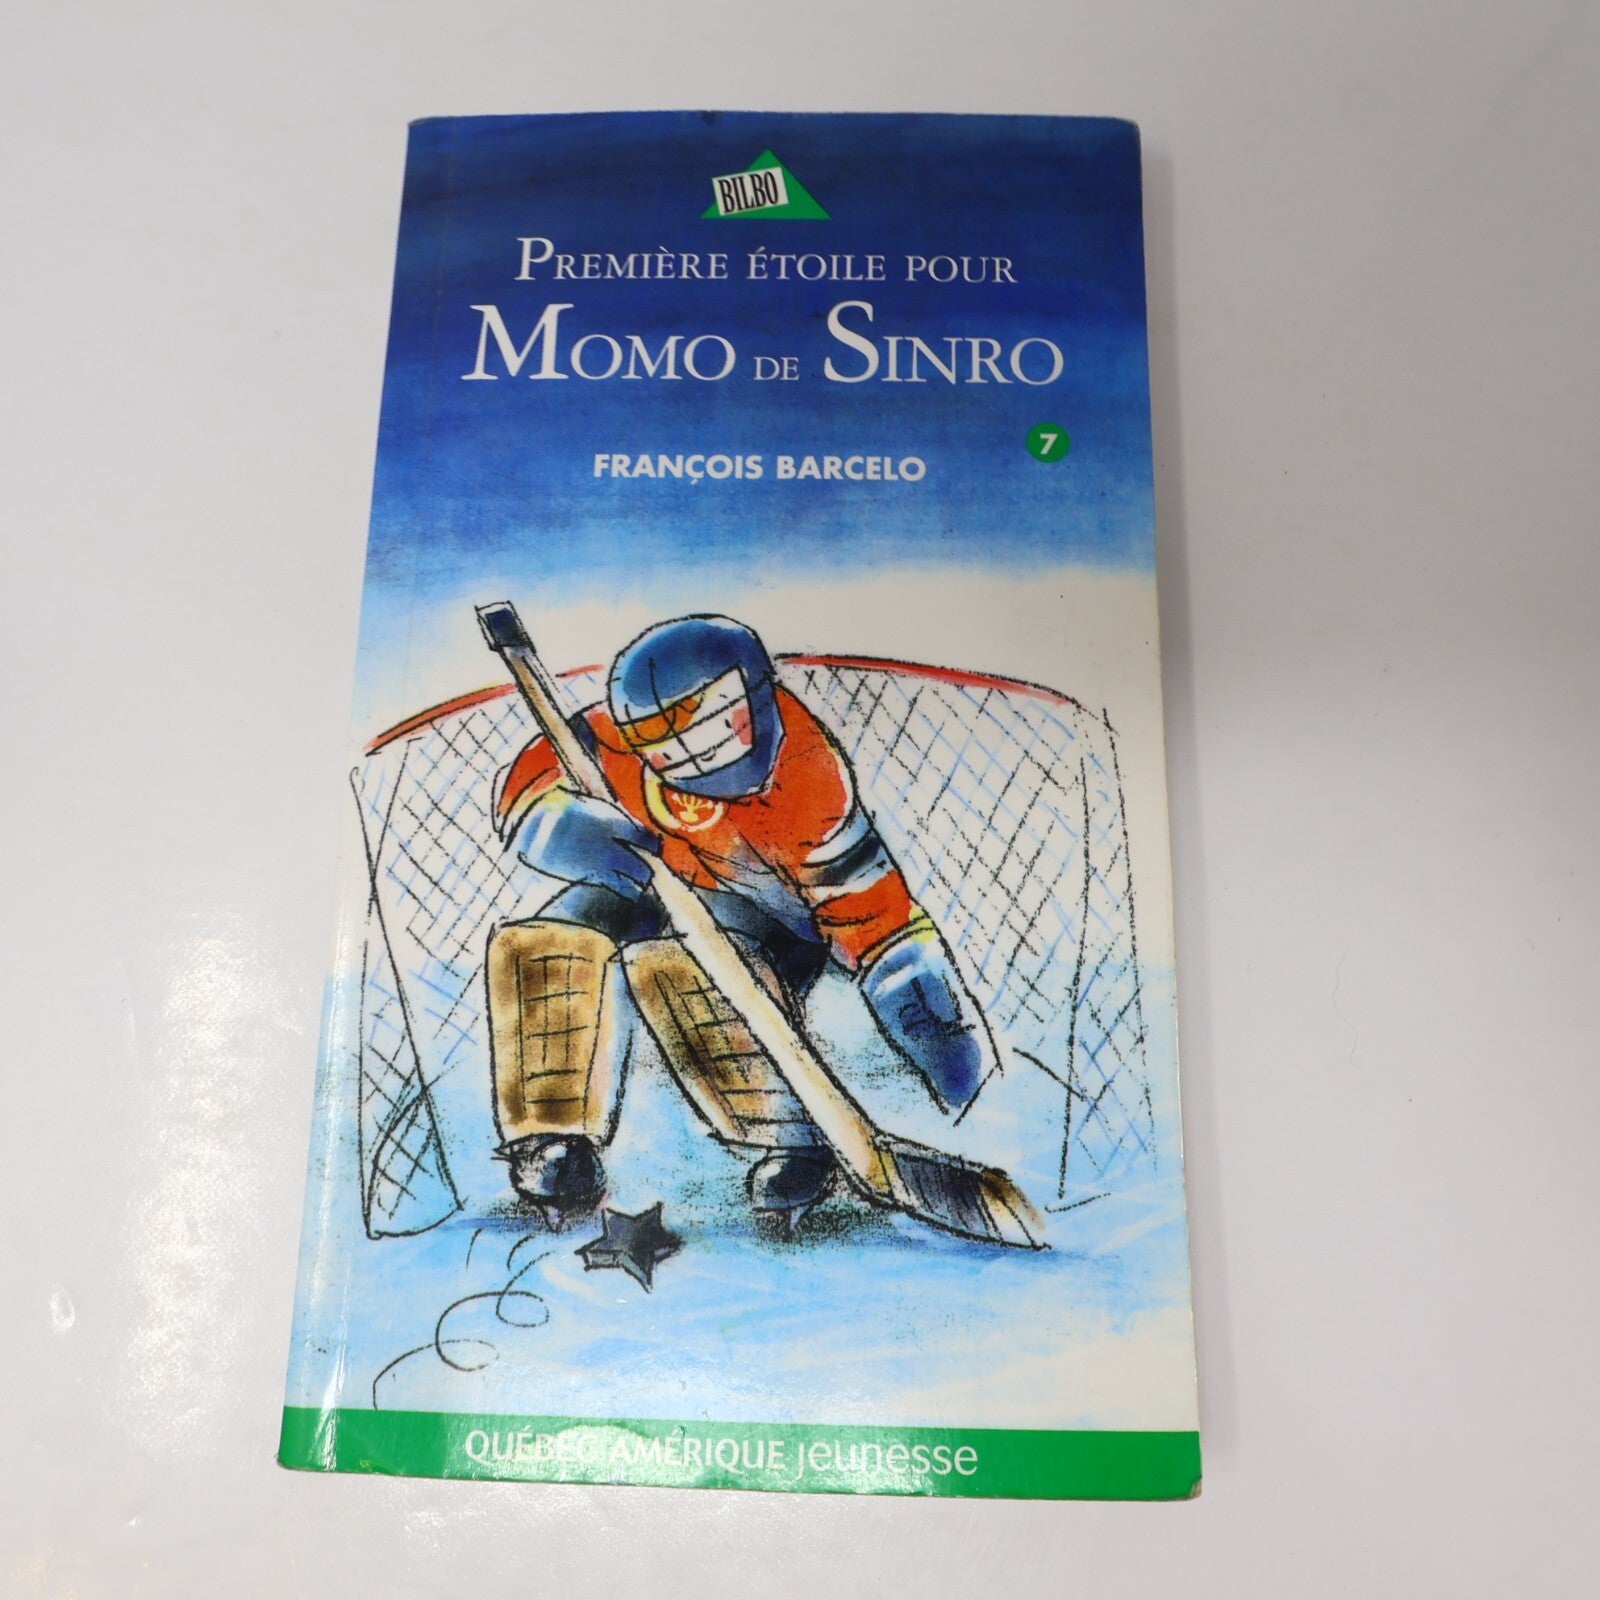 BILBO
PREMIÈRE ÉTOILE POUR
MOMO DE SINRO
7
FRANÇOIS BARCELO
QUÉBEC AMÉRIQUE jeunesse